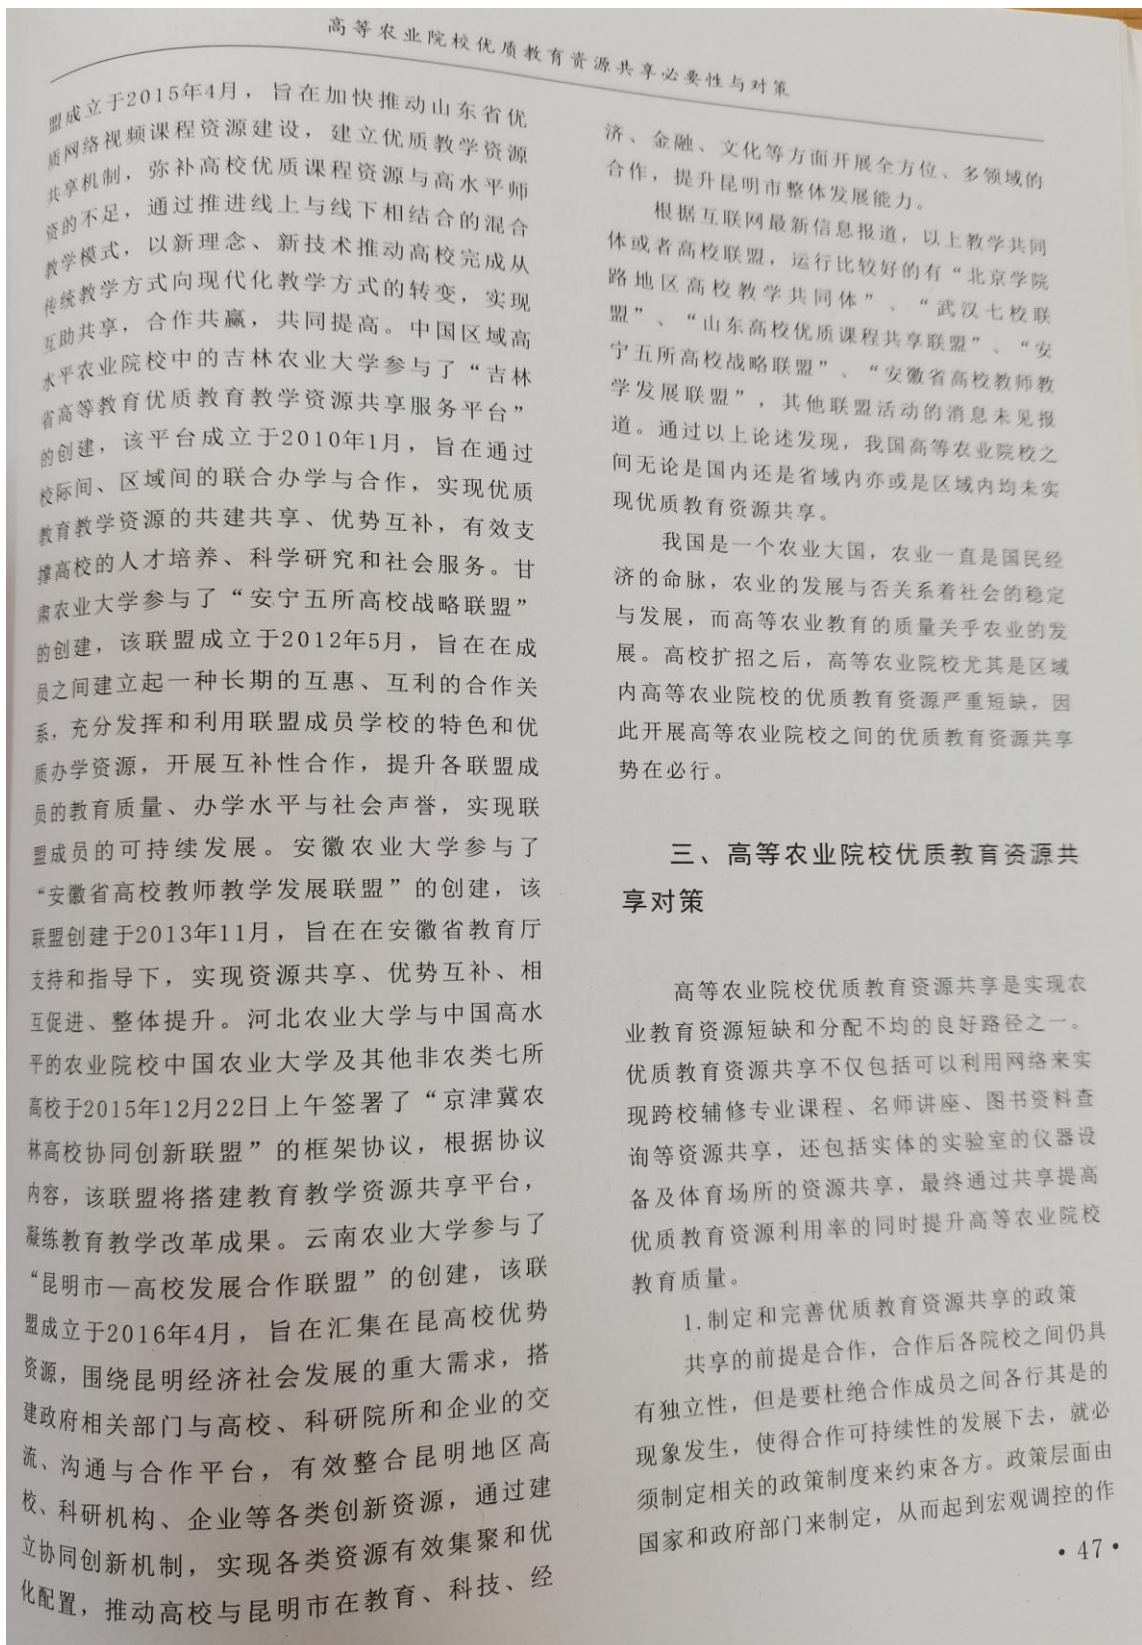 高等农业院校优质教育资源共享必要性与对策
盟成立于2015年4月，旨在加快推动山东省优
质网络视频课程资源建设，建立优质教学资源
共享机制，弥补高校优质课程资源与高水平师
资的不足，通过推进线上与线下相结合的混合
教学模式，以新理念、新技术推动高校完成从
传统教学方式向现代化教学方式的转变，实现
互助共享，合作共赢，共同提高。中国区域高
水平农业院校中的吉林农业大学参与了“吉林
省高等教育优质教育教学资源共享服务平台”
的创建，该平台成立于2010年1月，旨在通过
校际间、区域间的联合办学与合作，实现优质
教育教学资源的共建共享、优势互补，有效支
撑高校的人才培养、科学研究和社会服务。甘
肃农业大学参与了“安宁五所高校战略联盟”
的创建，该联盟成立于2012年5月，旨在在成
员之间建立起一种长期的互惠、互利的合作关
系，充分发挥和利用联盟成员学校的特色和优
质办学资源，开展互补性合作，提升各联盟成
员的教育质量、办学水平与社会声誉，实现联
盟成员的可持续发展。安徽农业大学参与了
“安徽省高校教师教学发展联盟”的创建，该
联盟创建于2013年11月，旨在在安徽省教育厅
支持和指导下，实现资源共享、优势互补、相
互促进、整体提升。河北农业大学与中国高水
平的农业院校中国农业大学及其他非农类七所
高校于2015年12月22日上午签署了“京津冀农
林高校协同创新联盟”的框架协议，根据协议
内容，该联盟将搭建教育教学资源共享平台，
凝练教育教学改革成果。云南农业大学参与了
“昆明市—高校发展合作联盟”的创建，该联
盟成立于2016年4月，旨在汇集在昆高校优势
资源，围绕昆明经济社会发展的重大需求，搭
建政府相关部门与高校、科研院所和企业的交
流、沟通与合作平台，有效整合昆明地区高
校、科研机构、企业等各类创新资源，通过建
立协同创新机制，实现各类资源有效集聚和优
化配置，推动高校与昆明市在教育、科技、经
济、金融、文化等方面开展全方位、多领域的
合作，提升昆明市整体发展能力。
根据互联网最新信息报道，以上教学共同
体或者高校联盟，运行比较好的有“北京学院
路地区高校教学共同体”、“武汉七校联
盟”、“山东高校优质课程共享联盟”、“安
宁五所高校战略联盟”、“安徽省高校教师教
学发展联盟”，其他联盟活动的消息未见报
道。通过以上论述发现，我国高等农业院校之
间无论是国内还是省域内亦或是区域内均未实
现优质教育资源共享。
我国是一个农业大国，农业一直是国民经
济的命脉，农业的发展与否关系着社会的稳定
与发展，而高等农业教育的质量关乎农业的发
展。高校扩招之后，高等农业院校尤其是区域
内高等农业院校的优质教育资源严重短缺，因
此开展高等农业院校之间的优质教育资源共享
势在必行。
三、高等农业院校优质教育资源共
享对策
高等农业院校优质教育资源共享是实现农
业教育资源短缺和分配不均的良好路径之一。
优质教育资源共享不仅包括可以利用网络来实
现跨校辅修专业课程、名师讲座、图书资料查
询等资源共享，还包括实体的实验室的仪器设
备及体育场所的资源共享，最终通过共享提高
优质教育资源利用率的同时提升高等农业院校
教育质量。
1.制定和完善优质教育资源共享的政策
共享的前提是合作，合作后各院校之间仍具
有独立性，但是要杜绝合作成员之间各行其是的
现象发生，使得合作可持续性的发展下去，就必
须制定相关的政策制度来约束各方。政策层面由
国家和政府部门来制定，从而起到宏观调控的作
·47·